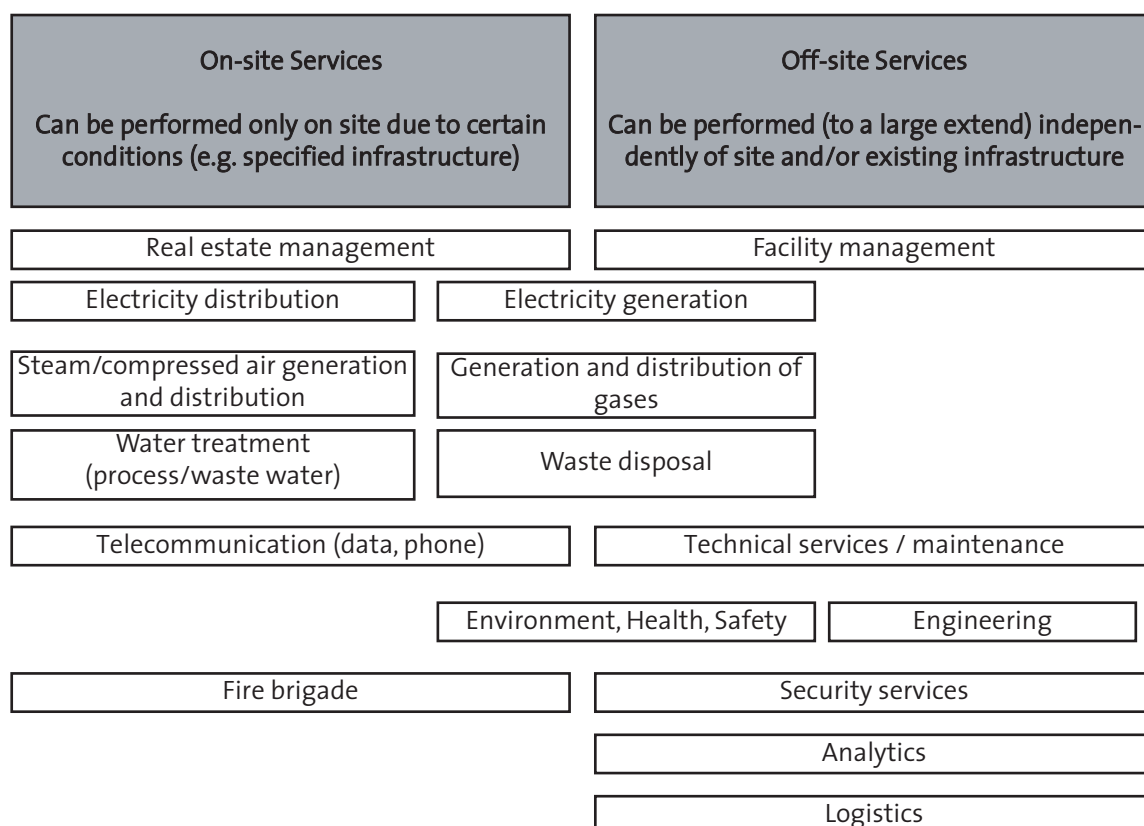 On-site Services
Can be performed only on site due to certain
conditions (e.g. specified infrastructure)
Off-site Services
Can be performed (to a large extend) indepen-
dently of site and/or existing infrastructure
Real estate management
Facility management
Electricity distribution
Electricity generation
Steam/compressed air generation
and distribution
Generation and distribution of
gases
Water treatment
(process/waste water)
Waste disposal
Telecommunication (data, phone)
Technical services / maintenance
Environment, Health, Safety
Engineering
Fire brigade
Security services
Analytics
Logistics